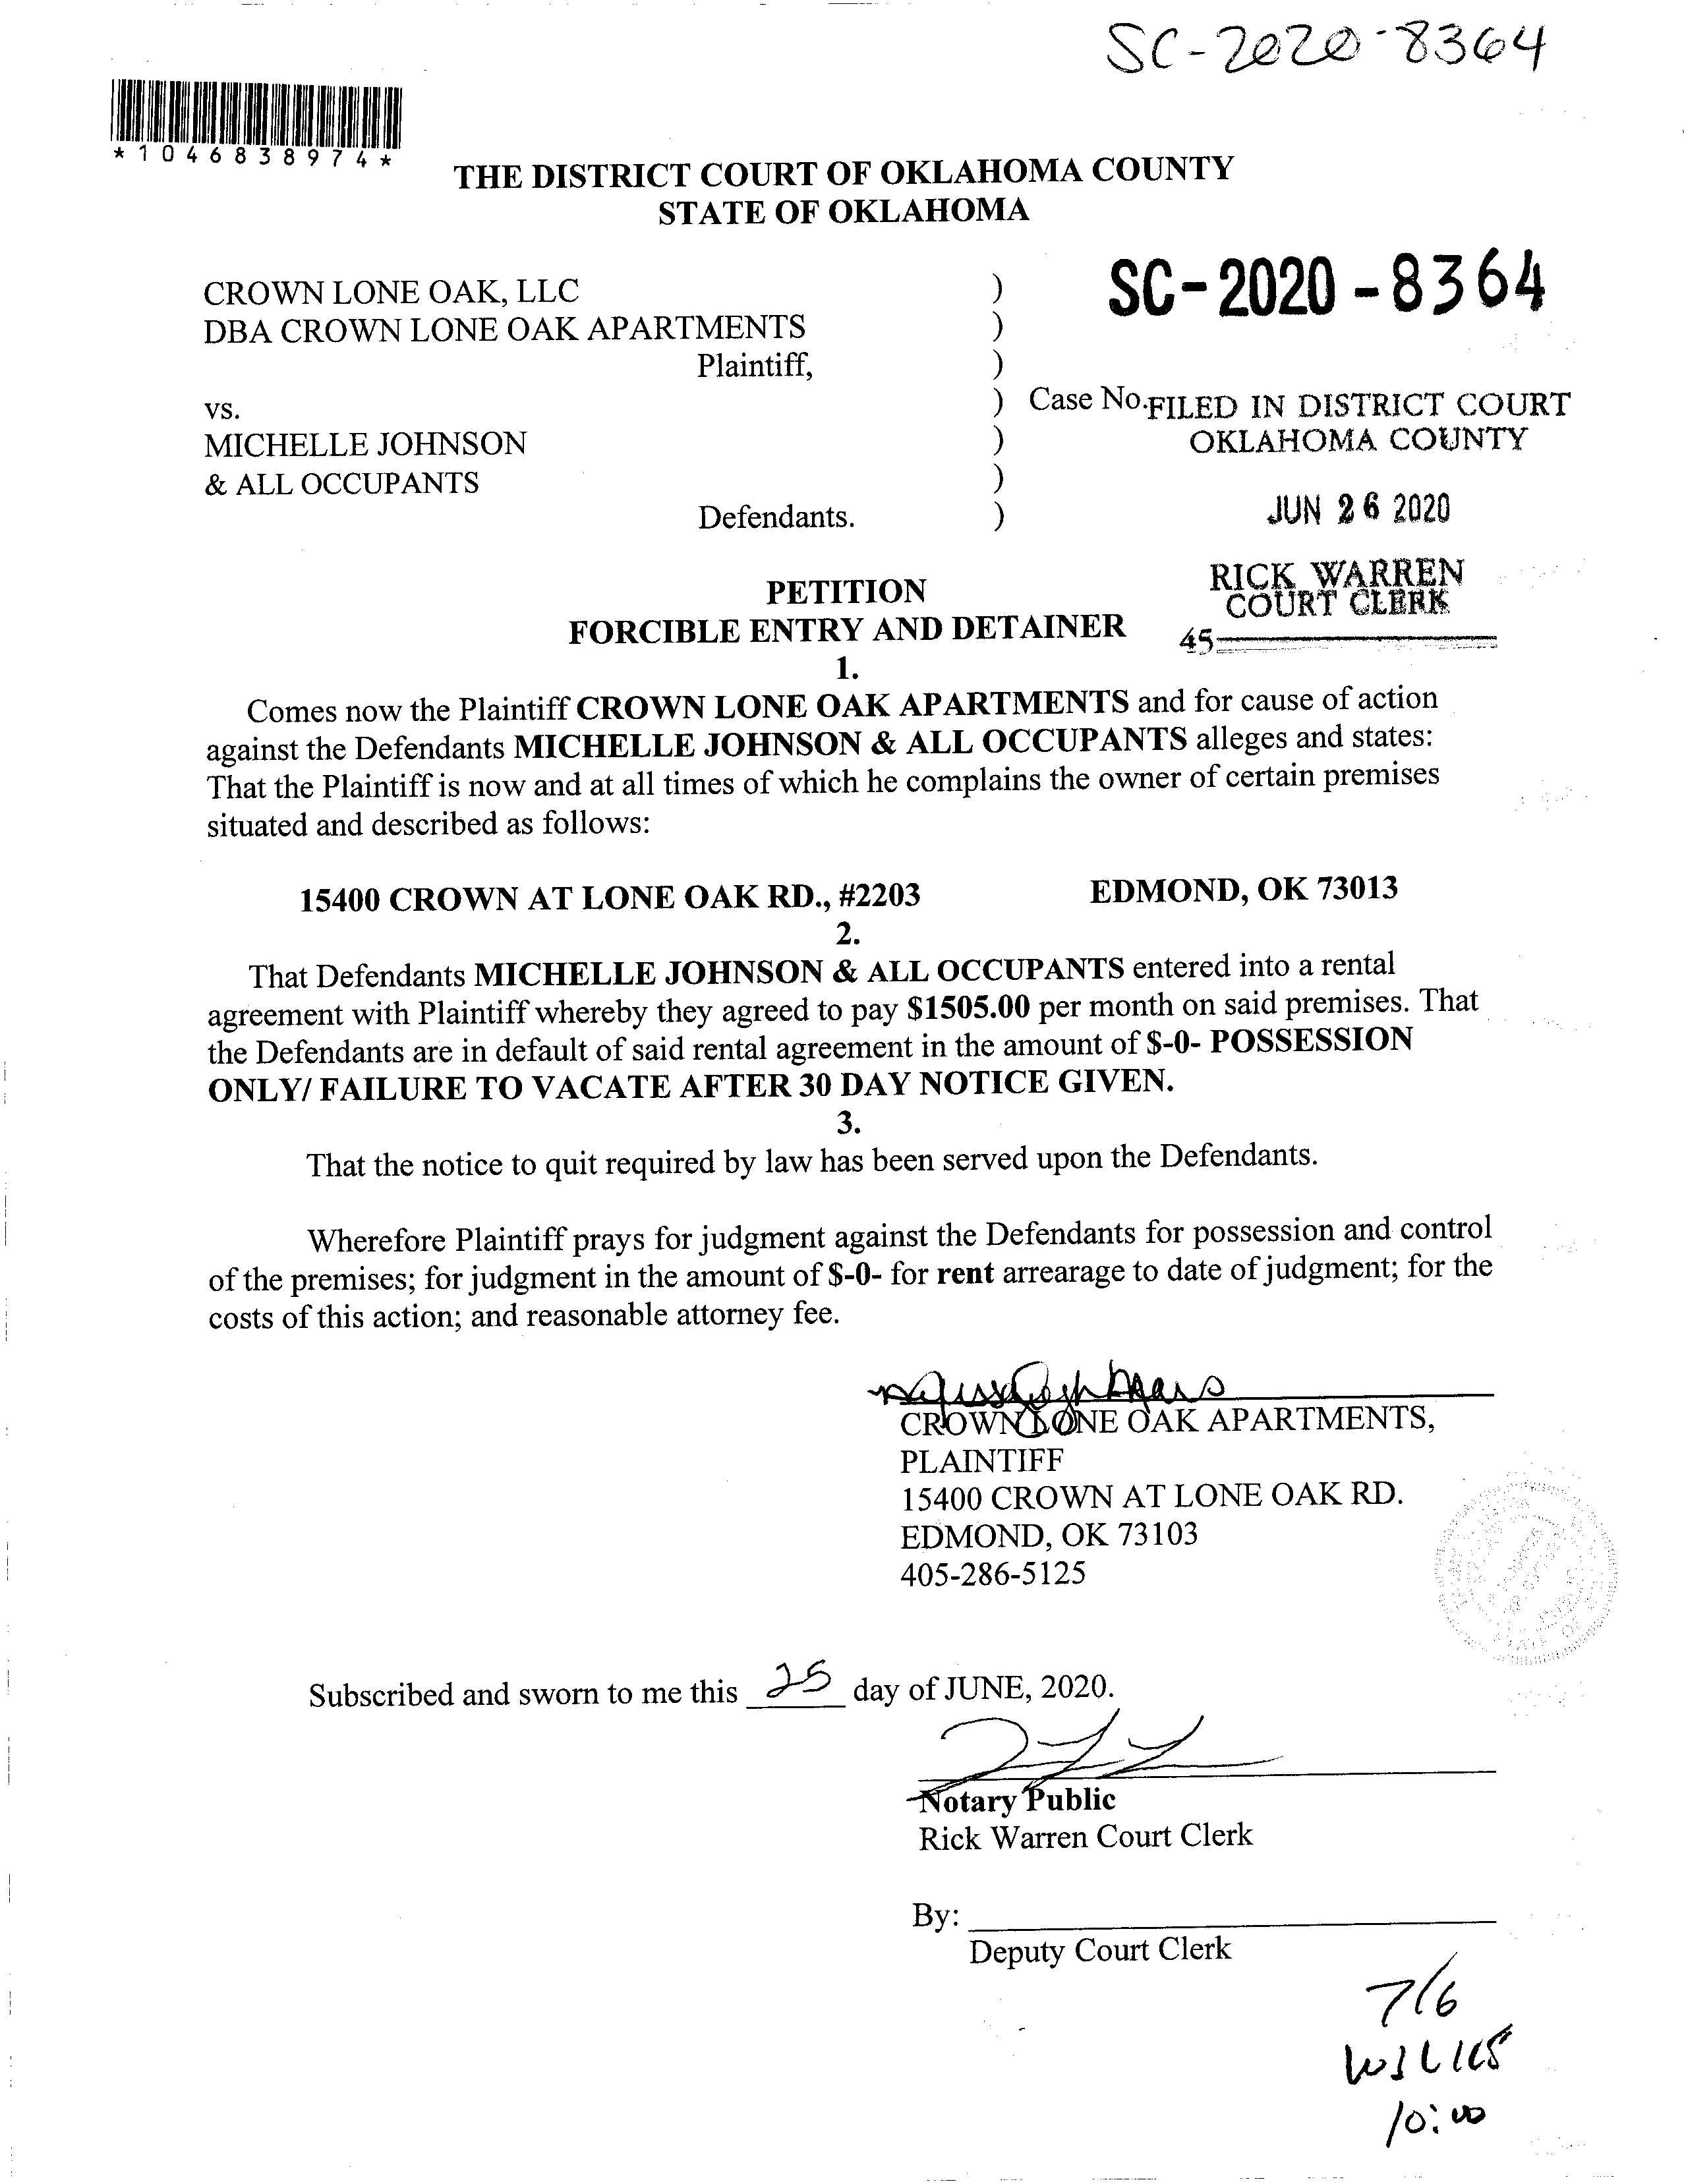 SC-2020-8364
*1046838974*
THE DISTRICT COURT OF OKLAHOMA COUNTY
STATE OF OKLAHOMA
CROWN LONE OAK, LLC )
DBA CROWN LONE OAK APARTMENTS )
Plaintiff, )
SC-2020-8364
vs. ) Case No. FILED IN DISTRICT COURT
MICHELLE JOHNSON ) OKLAHOMA COUNTY
& ALL OCCUPANTS )
Defendants. ) JUN 26 2020
RICK WARREN
COURT CLERK
45
PETITION
FORCIBLE ENTRY AND DETAINER
1.
Comes now the Plaintiff CROWN LONE OAK APARTMENTS and for cause of action
against the Defendants MICHELLE JOHNSON & ALL OCCUPANTS alleges and states:
That the Plaintiff is now and at all times of which he complains the owner of certain premises
situated and described as follows:
15400 CROWN AT LONE OAK RD., #2203 EDMOND, OK 73013
2.
That Defendants MICHELLE JOHNSON & ALL OCCUPANTS entered into a rental
agreement with Plaintiff whereby they agreed to pay $1505.00 per month on said premises. That
the Defendants are in default of said rental agreement in the amount of $-0- POSSESSION
ONLY/ FAILURE TO VACATE AFTER 30 DAY NOTICE GIVEN.
3.
That the notice to quit required by law has been served upon the Defendants.
Wherefore Plaintiff prays for judgment against the Defendants for possession and control
of the premises; for judgment in the amount of $-0- for rent arrearage to date of judgment; for the
costs of this action; and reasonable attorney fee.
CROWN LONE OAK APARTMENTS,
PLAINTIFF
15400 CROWN AT LONE OAK RD.
EDMOND, OK 73103
405-286-5125
Subscribed and sworn to me this 25 day of JUNE, 2020.
Notary Public
Rick Warren Court Clerk
By:
Deputy Court Clerk
7/6
10:00